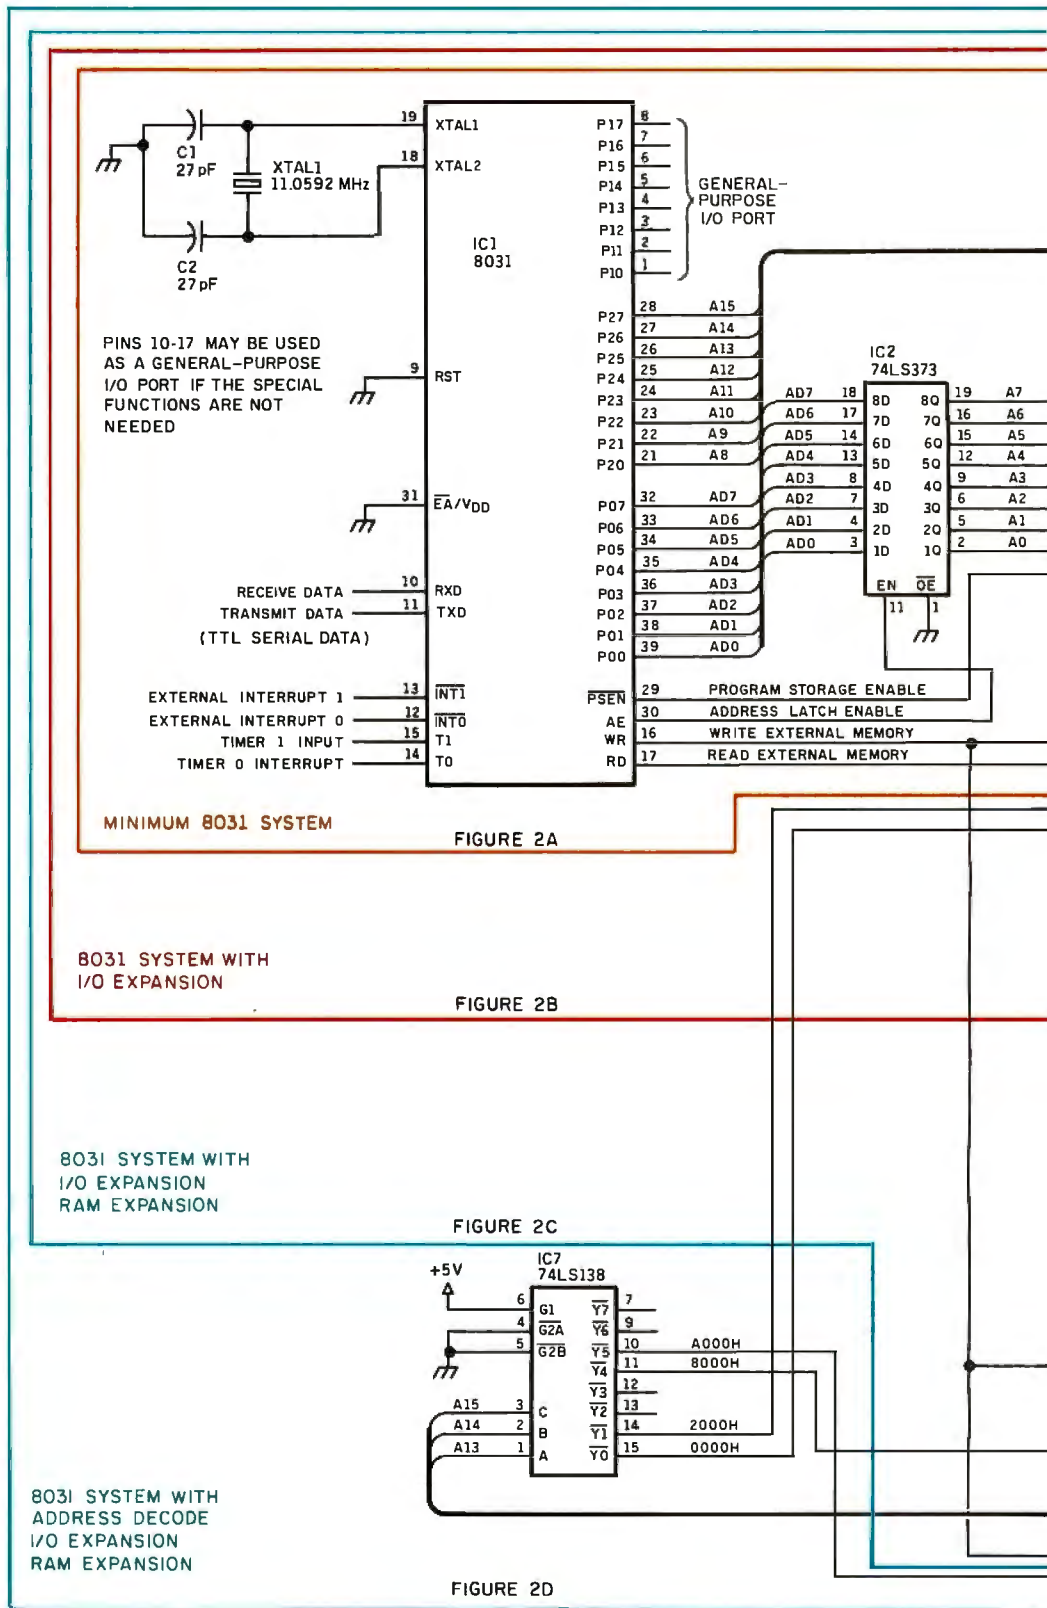 C1
27pF
XTAL1
11.0592 MHz
C2
27pF
19
XTAL1
18
XTAL2
IC1
8031
P17 8
P16 7
P15 6
P14 5
P13 4
P12 3
P11 2
P10 1
GENERAL-
PURPOSE
I/O PORT
PINS 10-17 MAY BE USED
AS A GENERAL-PURPOSE
I/O PORT IF THE SPECIAL
FUNCTIONS ARE NOT
NEEDED
9 RST
31 EA/VDD
P27 28 A15
P26 27 A14
P25 26 A13
P24 25 A12
P23 24 A11
P22 23 A10
P21 22 A9
P20 21 A8
P07 32 AD7
P06 33 AD6
P05 34 AD5
P04 35 AD4
P03 36 AD3
P02 37 AD2
P01 38 AD1
P00 39 AD0
IC2
74LS373
AD7 18 8D 8Q 19 A7
AD6 17 7D 7Q 16 A6
AD5 14 6D 6Q 15 A5
AD4 13 5D 5Q 12 A4
AD3 8 4D 4Q 9 A3
AD2 7 3D 3Q 6 A2
AD1 4 2D 2Q 5 A1
AD0 3 1D 1Q 2 A0
EN OE
11 1
RECEIVE DATA 10 RXD
TRANSMIT DATA 11 TXD
(TTL SERIAL DATA)
EXTERNAL INTERRUPT 1 13 INT1
EXTERNAL INTERRUPT 0 12 INT0
TIMER 1 INPUT 15 T1
TIMER 0 INTERRUPT 14 T0
PSEN 29 PROGRAM STORAGE ENABLE
AE 30 ADDRESS LATCH ENABLE
WR 16 WRITE EXTERNAL MEMORY
RD 17 READ EXTERNAL MEMORY
MINIMUM 8031 SYSTEM
FIGURE 2A
8031 SYSTEM WITH
I/O EXPANSION
FIGURE 2B
8031 SYSTEM WITH
I/O EXPANSION
RAM EXPANSION
FIGURE 2C
+5V
IC7
74LS138
6 G1 Y7 7
4 G2A Y6 9
5 G2B Y5 10 A000H
Y4 11 8000H
Y3 12
A15 3 C Y2 13
A14 2 B Y1 14 2000H
A13 1 A Y0 15 0000H
8031 SYSTEM WITH
ADDRESS DECODE
I/O EXPANSION
RAM EXPANSION
FIGURE 2D